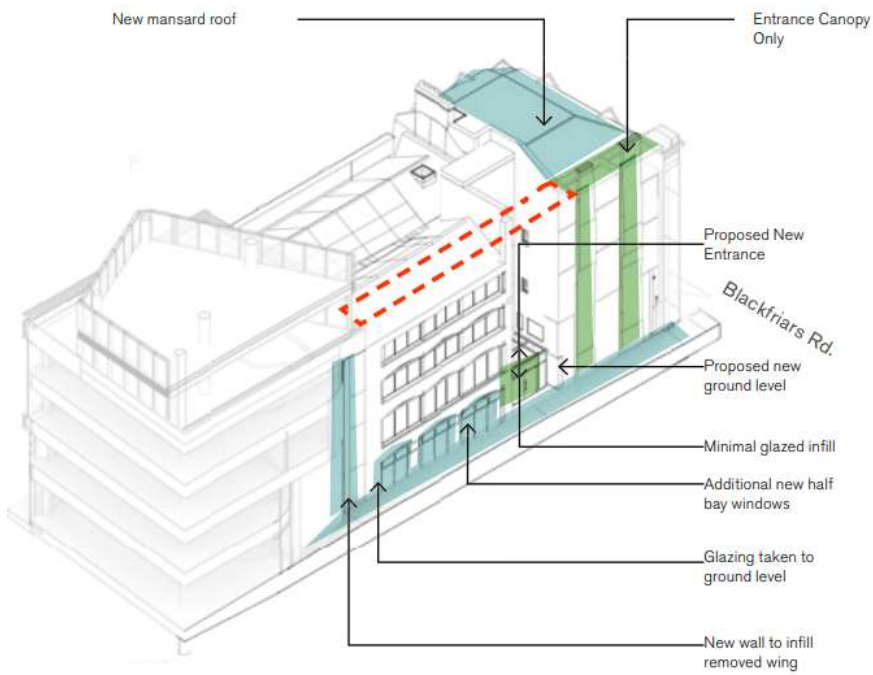 New mansard roof
Entrance Canopy
Only
Proposed New
Entrance
Blackfriars Rd.
Proposed new
ground level
Minimal glazed infill
Additional new half
bay windows
Glazing taken to
ground level
New wall to infill
removed wing